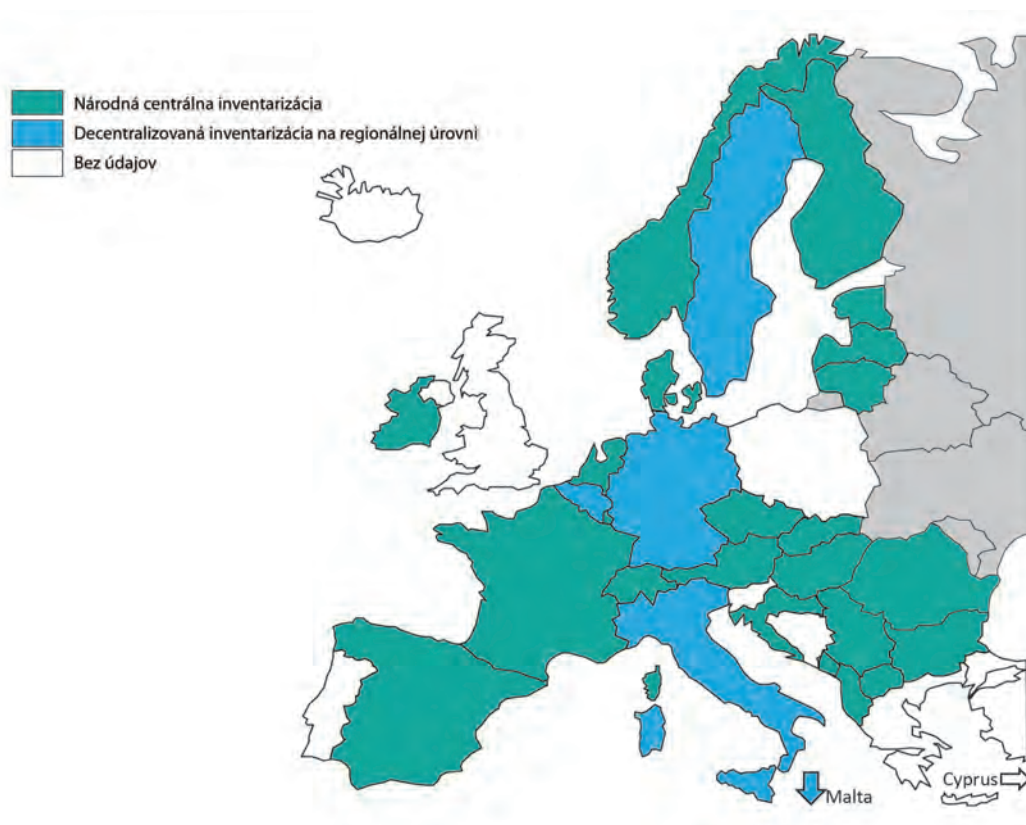 Národná centrálna inventarizácia
Decentralizovaná inventarizácia na regionálnej úrovni
Bez údajov
Cyprus
Malta